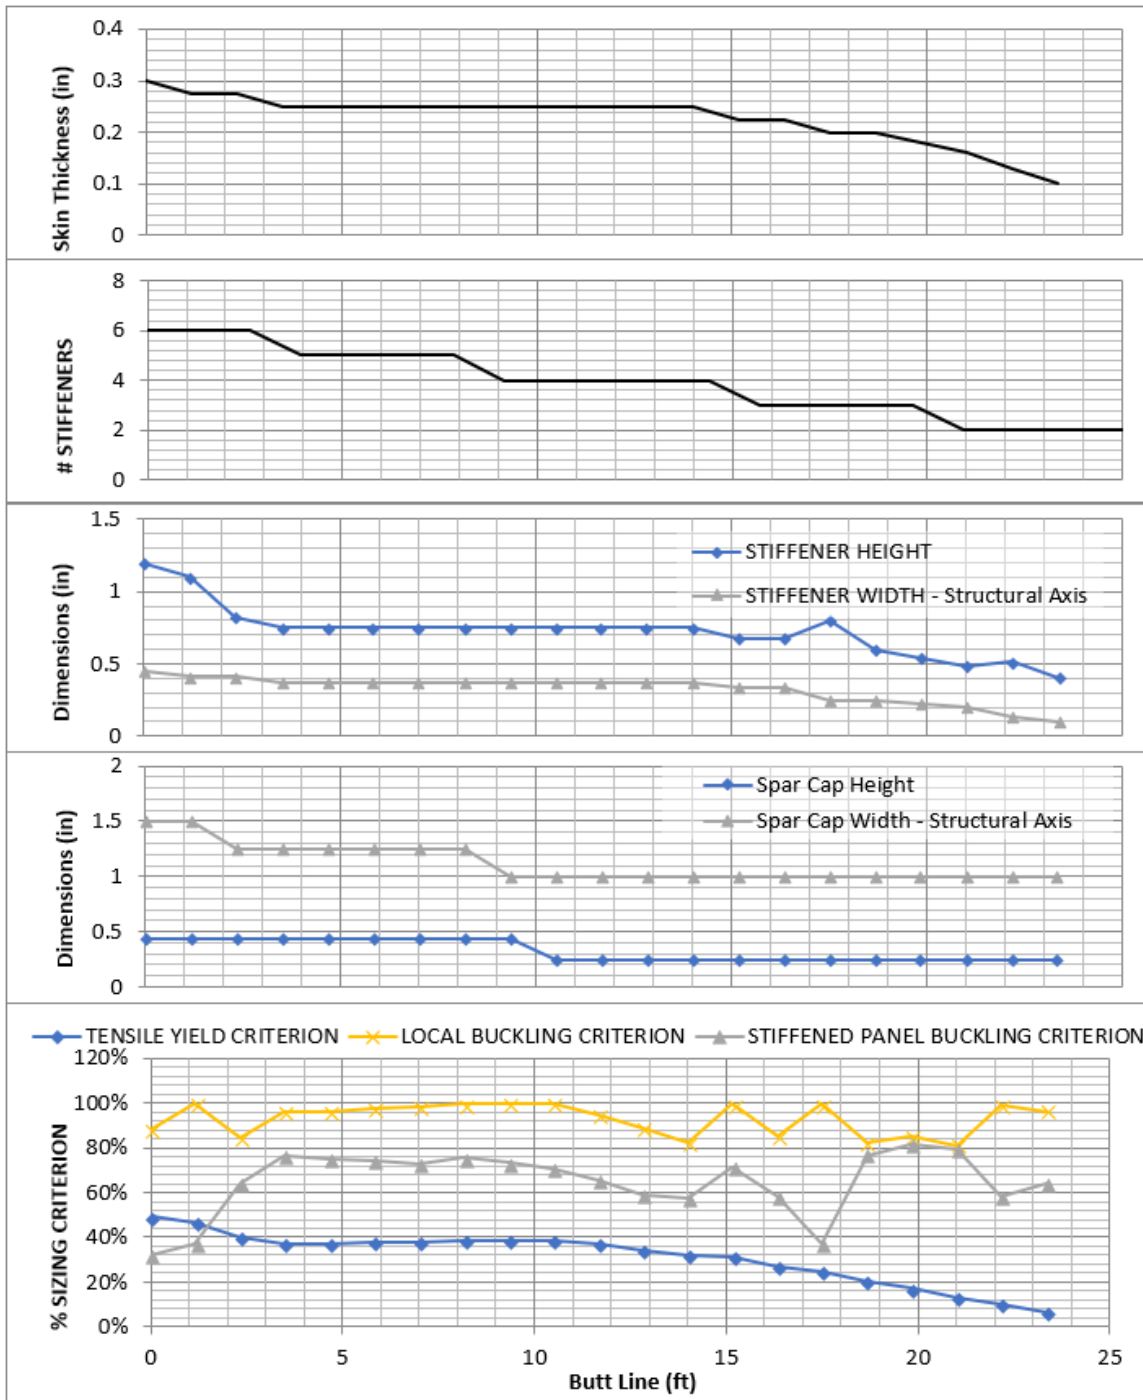 Skin Thickness (in)
0.4
0.3
0.2
0.1
0
# STIFFENERS
8
6
4
2
0
Dimensions (in)
1.5
1
0.5
0
STIFFENER HEIGHT
STIFFENER WIDTH - Structural Axis
Dimensions (in)
2
1.5
1
0.5
0
Spar Cap Height
Spar Cap Width - Structural Axis
TENSILE YIELD CRITERION LOCAL BUCKLING CRITERION STIFFENED PANEL BUCKLING CRITERION
% SIZING CRITERION
120%
100%
80%
60%
40%
20%
0%
0 5 10 15 20 25
Butt Line (ft)